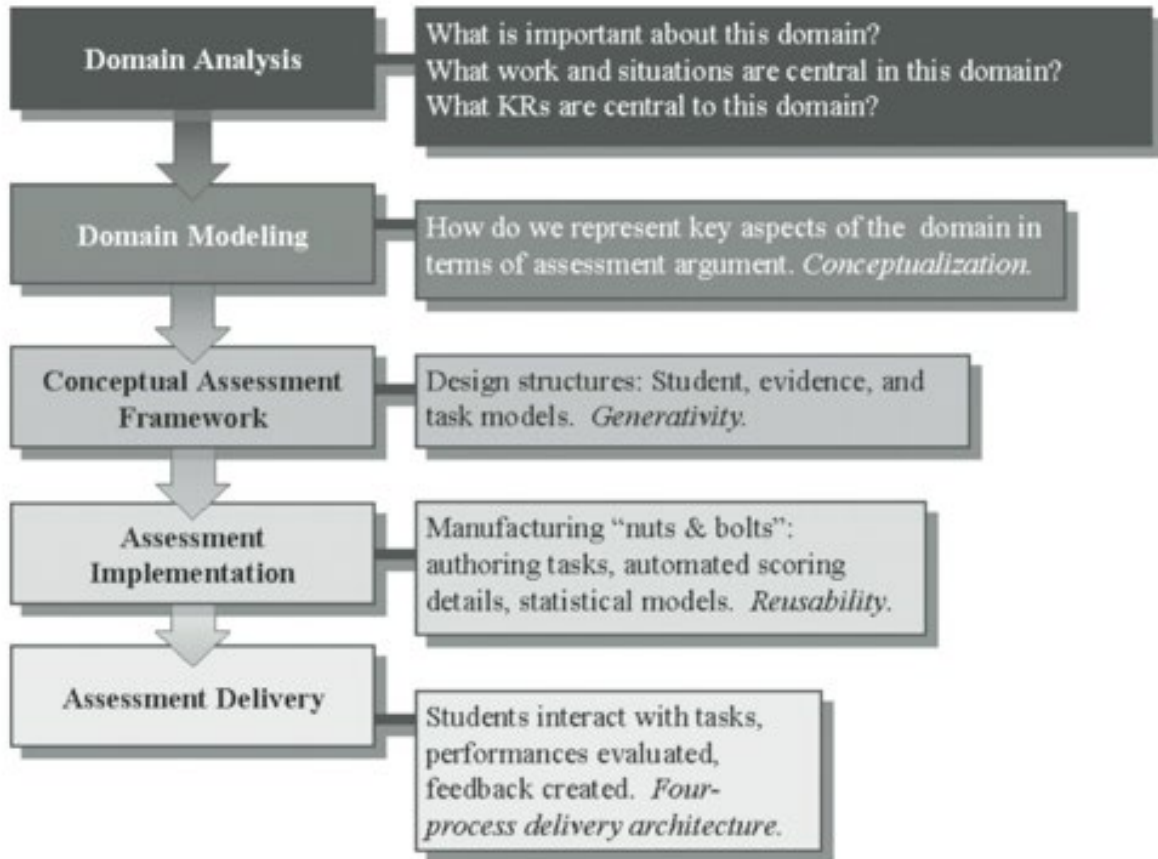 Domain Analysis
What is important about this domain?
What work and situations are central in this domain?
What KRs are central to this domain?
Domain Modeling
How do we represent key aspects of the domain in
terms of assessment argument. Conceptualization.
Conceptual Assessment
Framework
Design structures: Student, evidence, and
task models. Generativity.
Assessment
Implementation
Manufacturing “nuts & bolts”:
authoring tasks, automated scoring
details, statistical models. Reusability.
Assessment Delivery
Students interact with tasks,
performances evaluated,
feedback created. Four-
process delivery architecture.